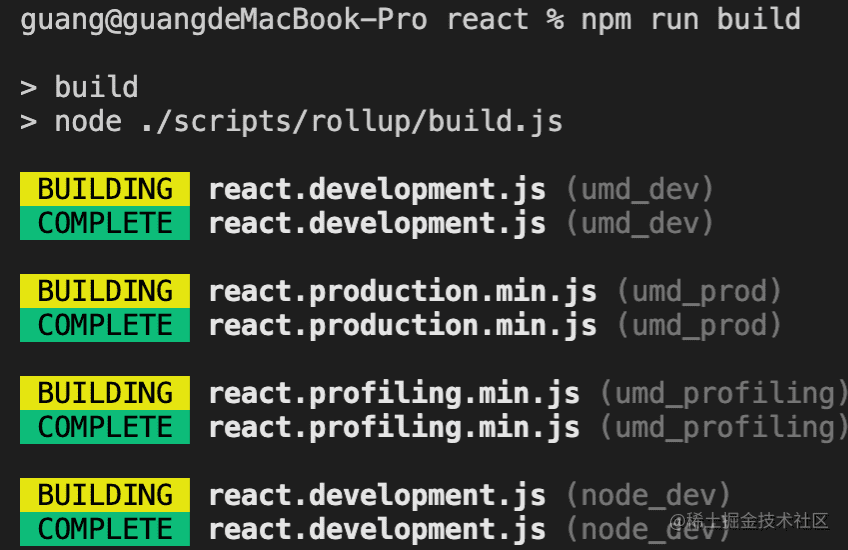 guang@guangdeMacBook-Pro react % npm run build
> build
> node ./scripts/rollup/build.js
BUILDING react.development.js (umd_dev)
COMPLETE react.development.js (umd_dev)
BUILDING react.production.min.js (umd_prod)
COMPLETE react.production.min.js (umd_prod)
BUILDING react.profiling.min.js (umd_profiling)
COMPLETE react.profiling.min.js (umd_profiling)
BUILDING react.development.js (node_dev)
COMPLETE react.development.js (node_dev)
@稀土掘金技术社区